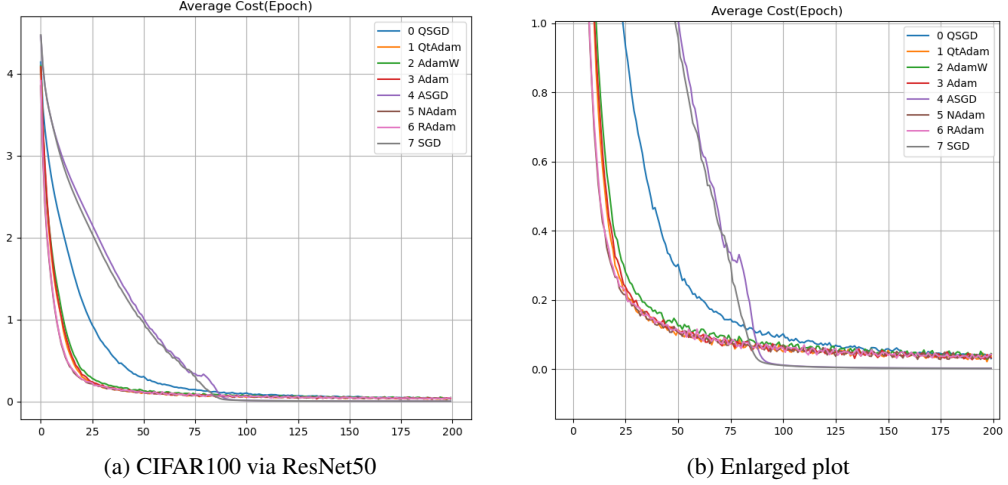 Average Cost(Epoch)
4
3
2
1
0
0 QSGD
1 QtAdam
2 AdamW
3 Adam
4 ASGD
5 NAdam
6 RAdam
7 SGD
0 25 50 75 100 125 150 175 200
(a) CIFAR100 via ResNet50
Average Cost(Epoch)
1.0
0.8
0.6
0.4
0.2
0.0
0 QSGD
1 QtAdam
2 AdamW
3 Adam
4 ASGD
5 NAdam
6 RAdam
7 SGD
0 25 50 75 100 125 150 175 200
(b) Enlarged plot